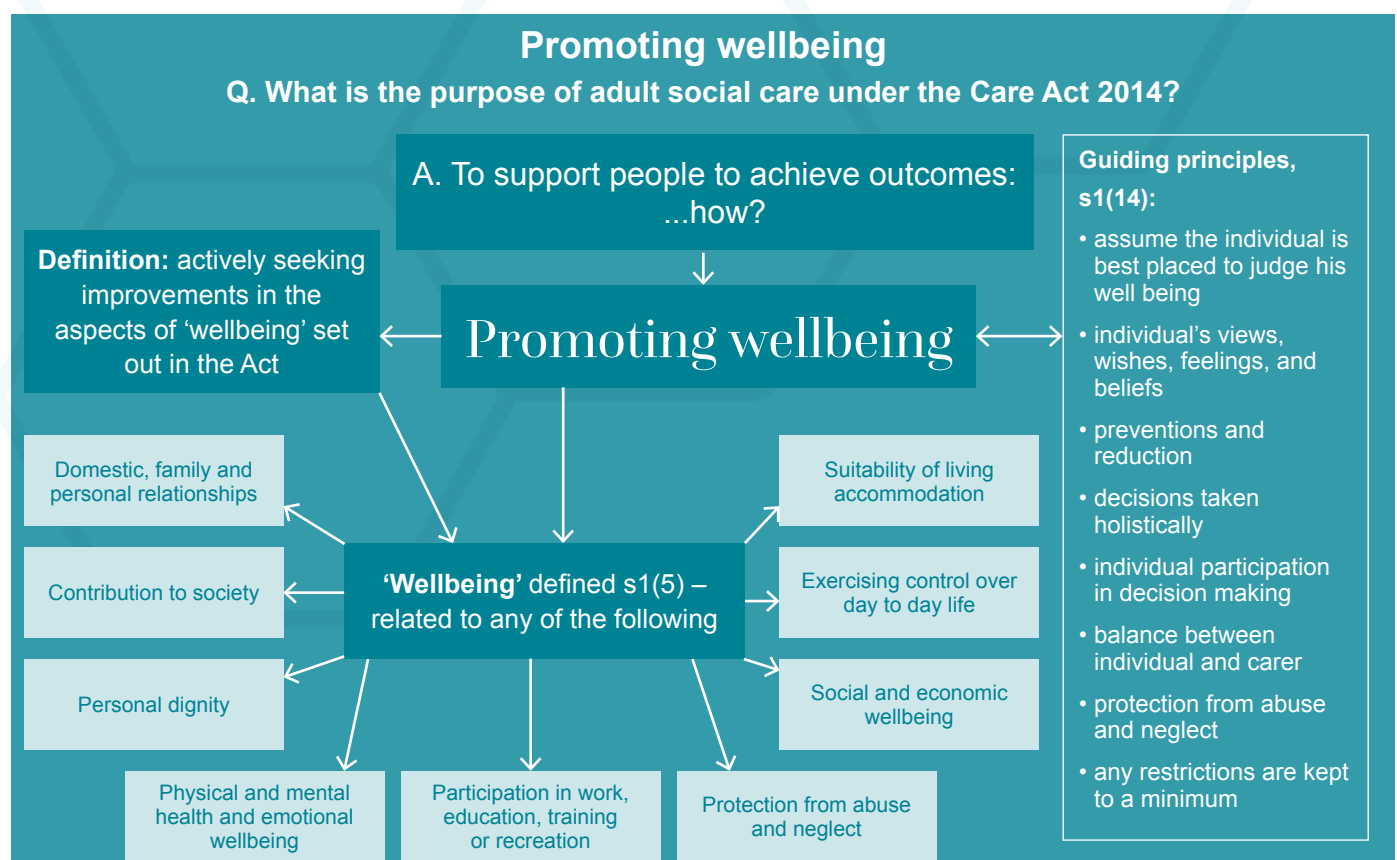 Promoting wellbeing
Q. What is the purpose of adult social care under the Care Act 2014?
A. To support people to achieve outcomes:
...how?
Definition: actively seeking
improvements in the
aspects of ‘wellbeing’ set
out in the Act
Promoting wellbeing
Guiding principles,
s1(14):
• assume the individual is
best placed to judge his
well being
• individual’s views,
wishes, feelings, and
beliefs
• preventions and
reduction
• decisions taken
holistically
• individual participation
in decision making
• balance between
individual and carer
• protection from abuse
and neglect
• any restrictions are kept
to a minimum
‘Wellbeing’ defined s1(5) –
related to any of the following
Domestic, family and
personal relationships
Contribution to society
Personal dignity
Physical and mental
health and emotional
wellbeing
Participation in work,
education, training
or recreation
Protection from abuse
and neglect
Suitability of living
accommodation
Exercising control over
day to day life
Social and economic
wellbeing